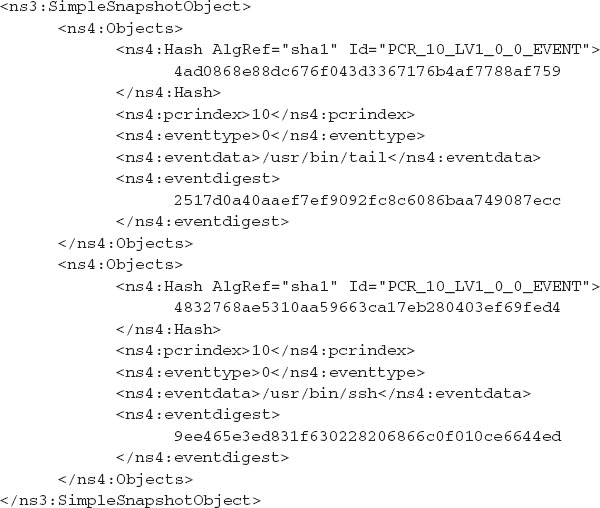 <ns3:SimpleSnapshotObject>
<ns4:Objects>
<ns4:Hash AlgRef="sha1" Id="PCR_10_LV1_0_0_EVENT">
4ad0868e88dc676f043d3367176b4af7788af759
</ns4:Hash>
<ns4:pcrindex>10</ns4:pcrindex>
<ns4:eventtype>0</ns4:eventtype>
<ns4:eventdata>/usr/bin/tail</ns4:eventdata>
<ns4:eventdigest>
2517d0a40aaef7ef9092fc8c6086baa749087ecc
</ns4:eventdigest>
</ns4:Objects>
<ns4:Objects>
<ns4:Hash AlgRef="sha1" Id="PCR_10_LV1_0_0_EVENT">
4832768ae5310aa59663ca17eb280403ef69fed4
</ns4:Hash>
<ns4:pcrindex>10</ns4:pcrindex>
<ns4:eventtype>0</ns4:eventtype>
<ns4:eventdata>/usr/bin/ssh</ns4:eventdata>
<ns4:eventdigest>
9ee465e3ed831f630228206866c0f010ce6644ed
</ns4:eventdigest>
</ns4:Objects>
</ns3:SimpleSnapshotObject>